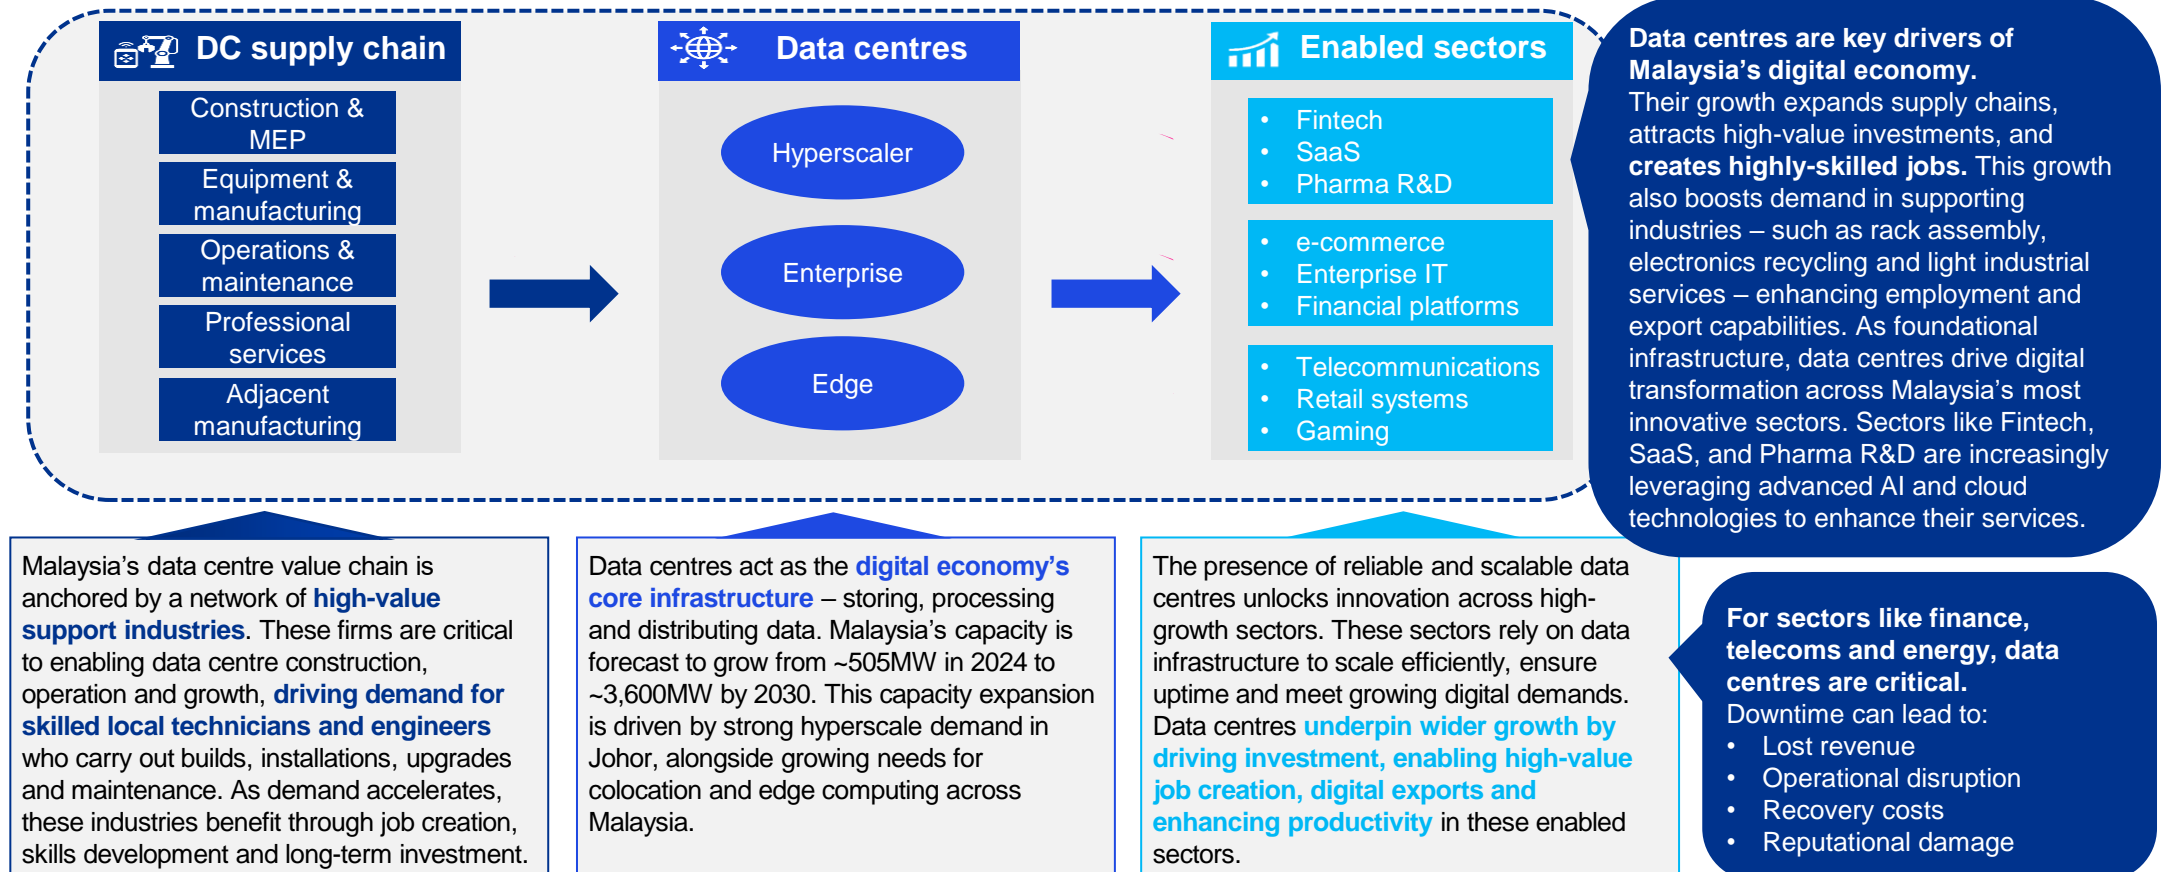 DC supply chain
Construction &
MEP
Equipment &
manufacturing
Operations &
maintenance
Professional
services
Adjacent
manufacturing
Data centres
Hyperscaler
Enterprise
Edge
Enabled sectors
• Fintech
• SaaS
• Pharma R&D
• e-commerce
• Enterprise IT
• Financial platforms
• Telecommunications
• Retail systems
• Gaming
Data centres are key drivers of
Malaysia’s digital economy.
Their growth expands supply chains,
attracts high-value investments, and
creates highly-skilled jobs. This growth
also boosts demand in supporting
industries – such as rack assembly,
electronics recycling and light industrial
services – enhancing employment and
export capabilities. As foundational
infrastructure, data centres drive digital
transformation across Malaysia’s most
innovative sectors. Sectors like Fintech,
SaaS, and Pharma R&D are increasingly
leveraging advanced AI and cloud
technologies to enhance their services.
Malaysia’s data centre value chain is
anchored by a network of high-value
support industries. These firms are critical
to enabling data centre construction,
operation and growth, driving demand for
skilled local technicians and engineers
who carry out builds, installations, upgrades
and maintenance. As demand accelerates,
these industries benefit through job creation,
skills development and long-term investment.
Data centres act as the digital economy’s
core infrastructure – storing, processing
and distributing data. Malaysia’s capacity is
forecast to grow from ~505MW in 2024 to
~3,600MW by 2030. This capacity expansion
is driven by strong hyperscale demand in
Johor, alongside growing needs for
colocation and edge computing across
Malaysia.
The presence of reliable and scalable data
centres unlocks innovation across high-
growth sectors. These sectors rely on data
infrastructure to scale efficiently, ensure
uptime and meet growing digital demands.
Data centres underpin wider growth by
driving investment, enabling high-value
job creation, digital exports and
enhancing productivity in these enabled
sectors.
For sectors like finance,
telecoms and energy, data
centres are critical.
Downtime can lead to:
• Lost revenue
• Operational disruption
• Recovery costs
• Reputational damage